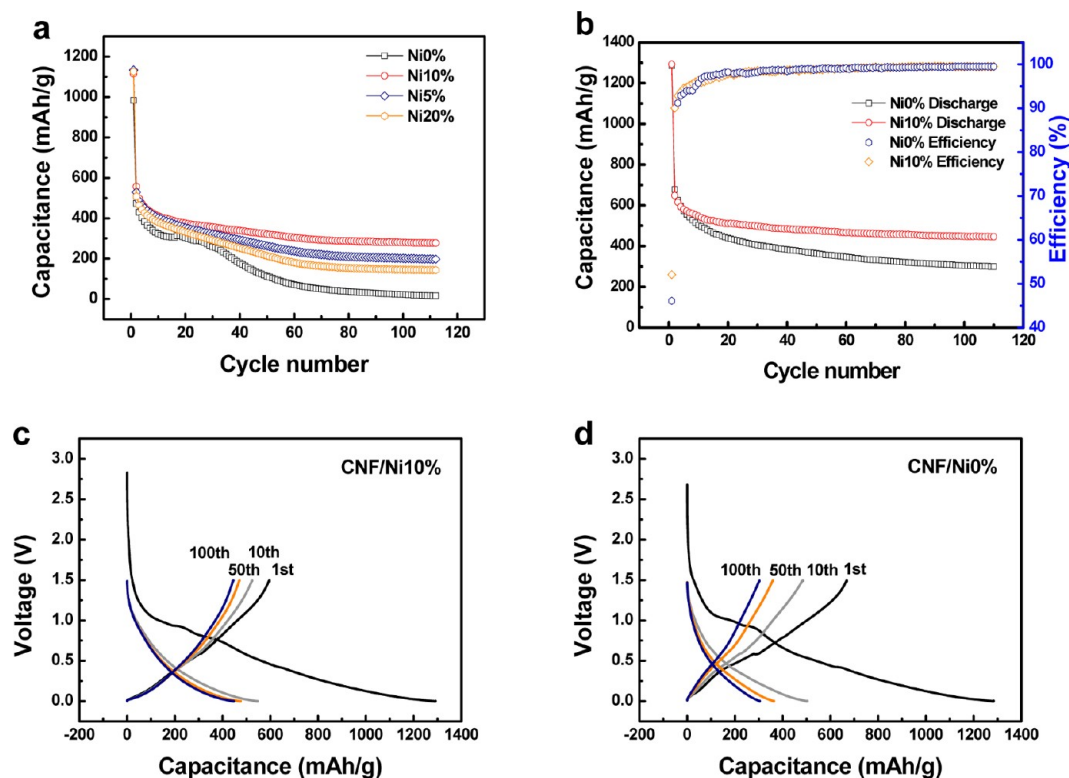 a
Capacitance (mAh/g)
1200
1000
800
600
400
200
0
Ni0%
Ni10%
Ni5%
Ni20%
0 20 40 60 80 100 120
Cycle number
b
Capacitance (mAh/g)
1400
1200
1000
800
600
400
200
0
Ni0% Discharge
Ni10% Discharge
Ni0% Efficiency
Ni10% Efficiency
100
90
80
70
60
50
40
Efficiency (%)
0 20 40 60 80 100 120
Cycle number
c
Voltage (V)
3.0
2.5
2.0
1.5
1.0
0.5
0.0
CNF/Ni10%
100th 10th
50th 1st
-200 0 200 400 600 800 1000 1200 1400
Capacitance (mAh/g)
d
Voltage (V)
3.0
2.5
2.0
1.5
1.0
0.5
0.0
CNF/Ni0%
100th 50th 10th 1st
-200 0 200 400 600 800 1000 1200 1400
Capacitance (mAh/g)